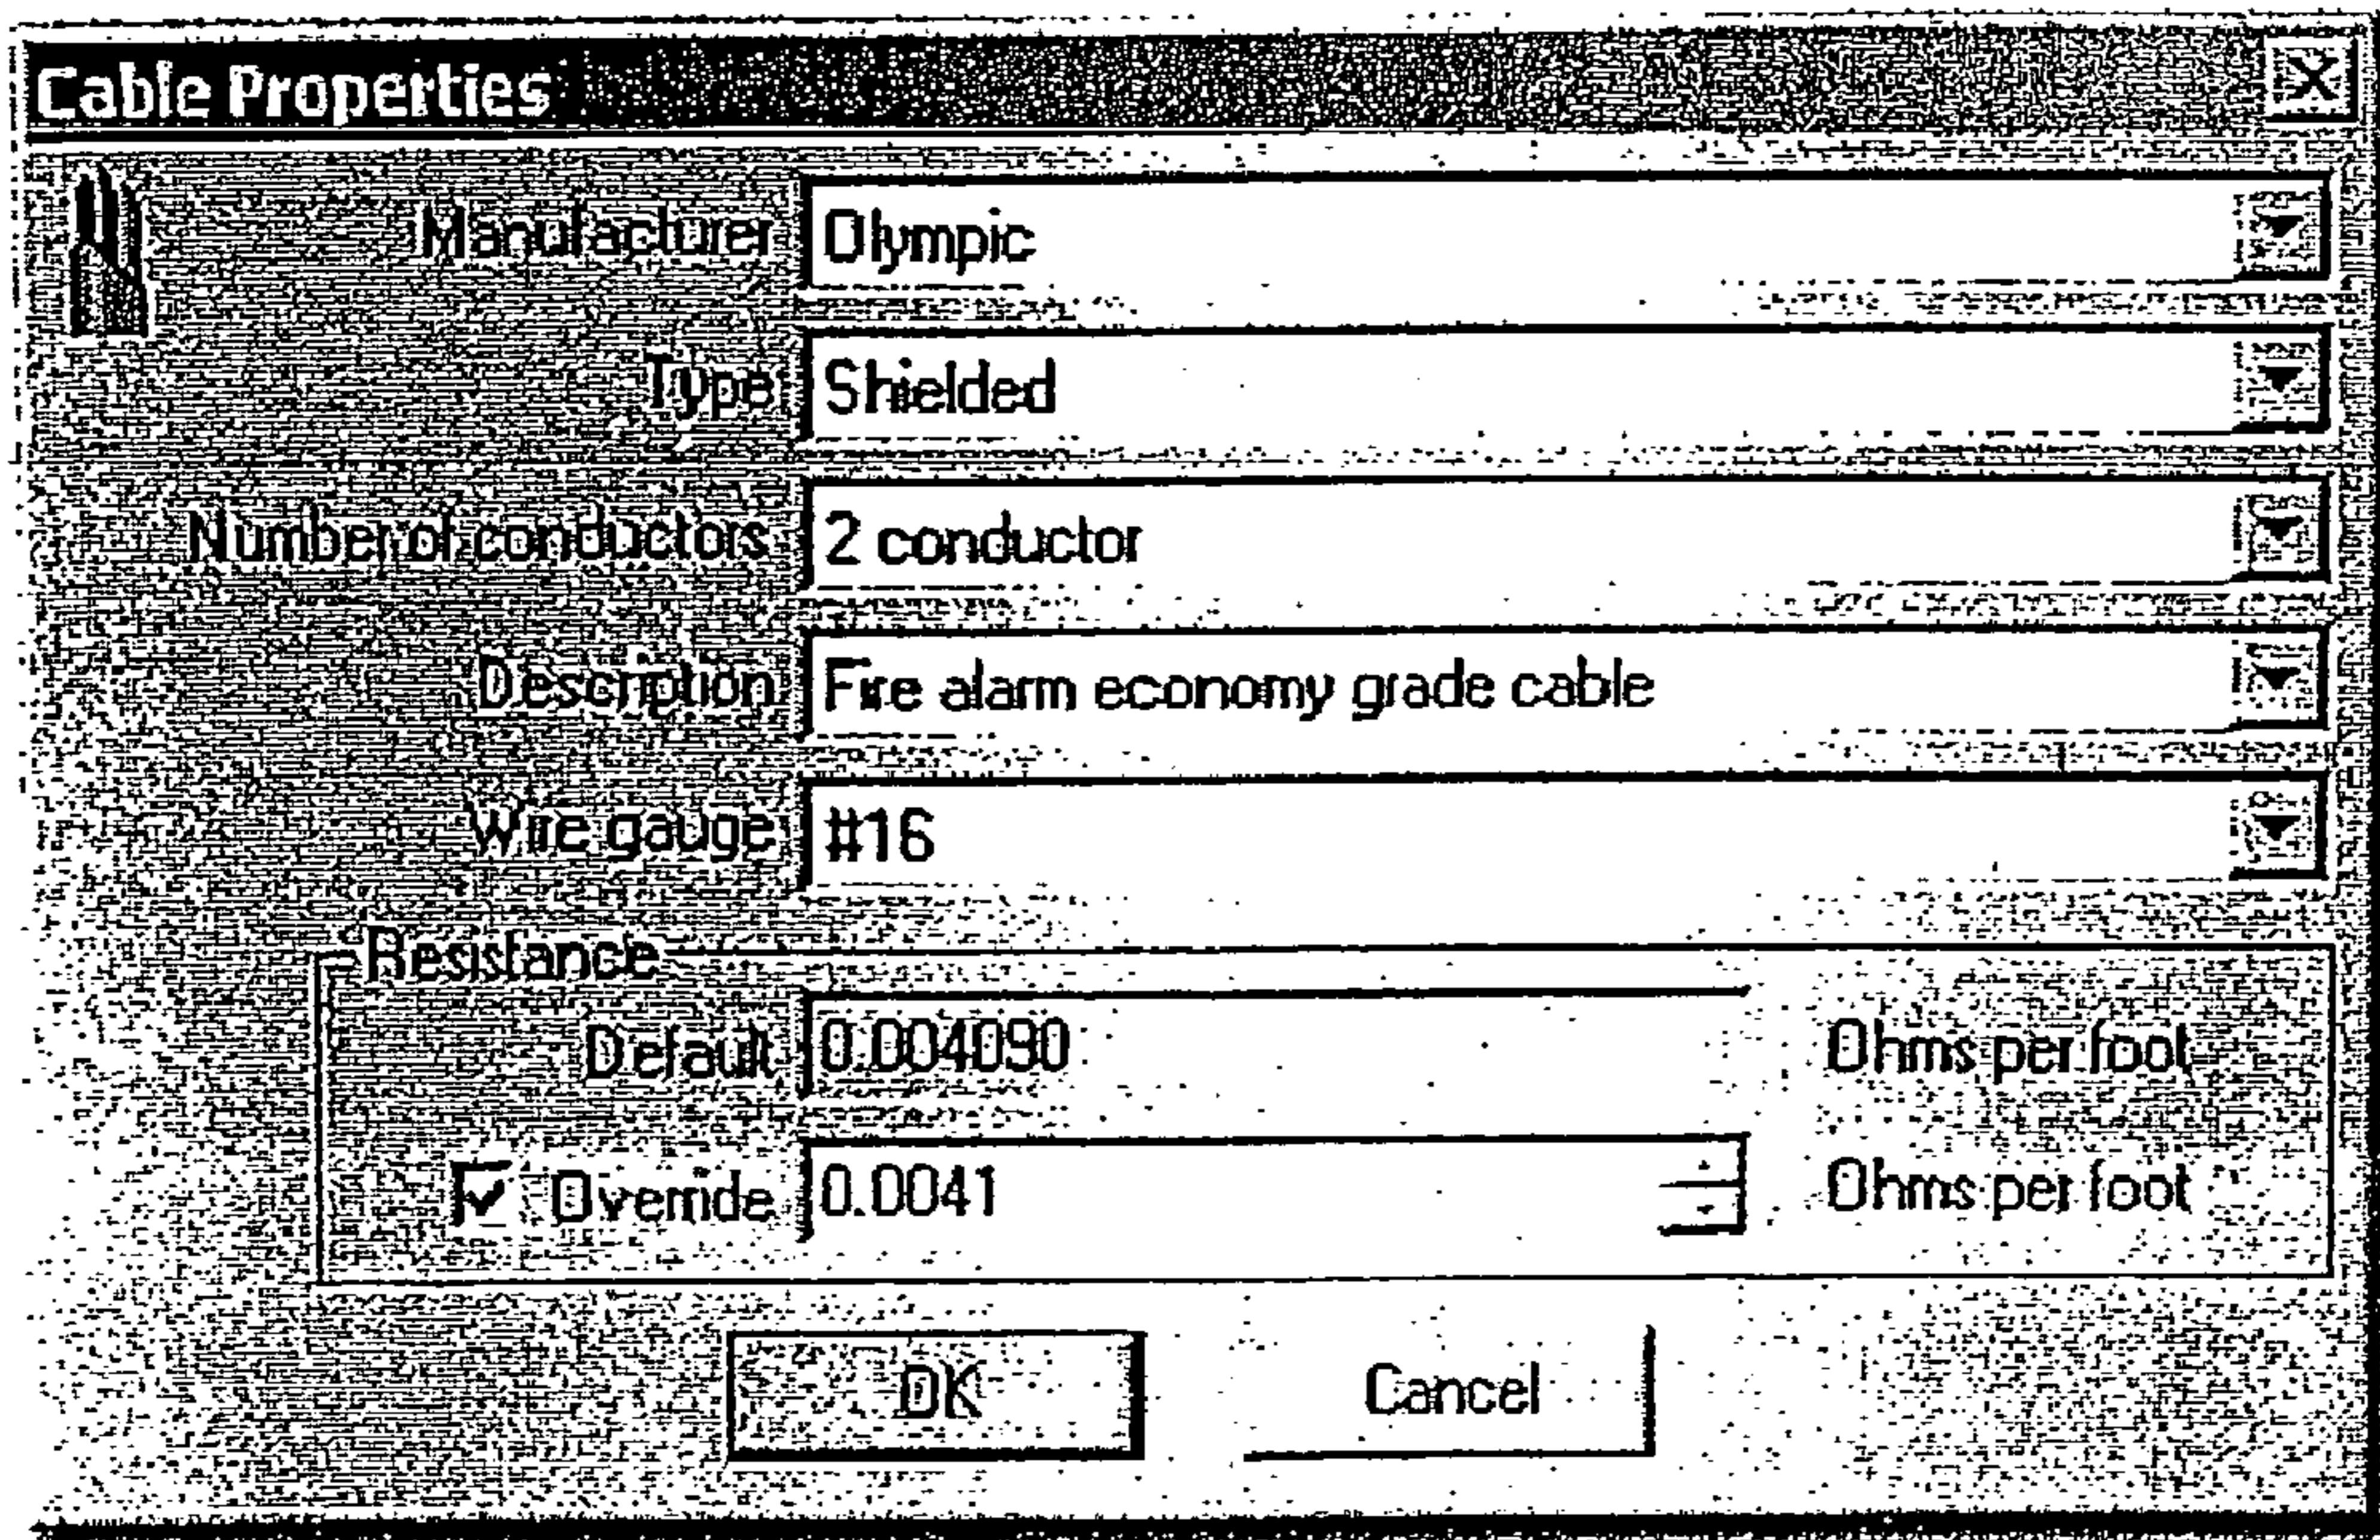 Cable Properties
Manufacturer Olympic
Type Shielded
Number of conductors 2 conductor
Description Fire alarm economy grade cable
Wire gauge #16
Resistance
Default 0.004090 Ohms per foot
Override 0.0041 Ohms per foot
OK Cancel